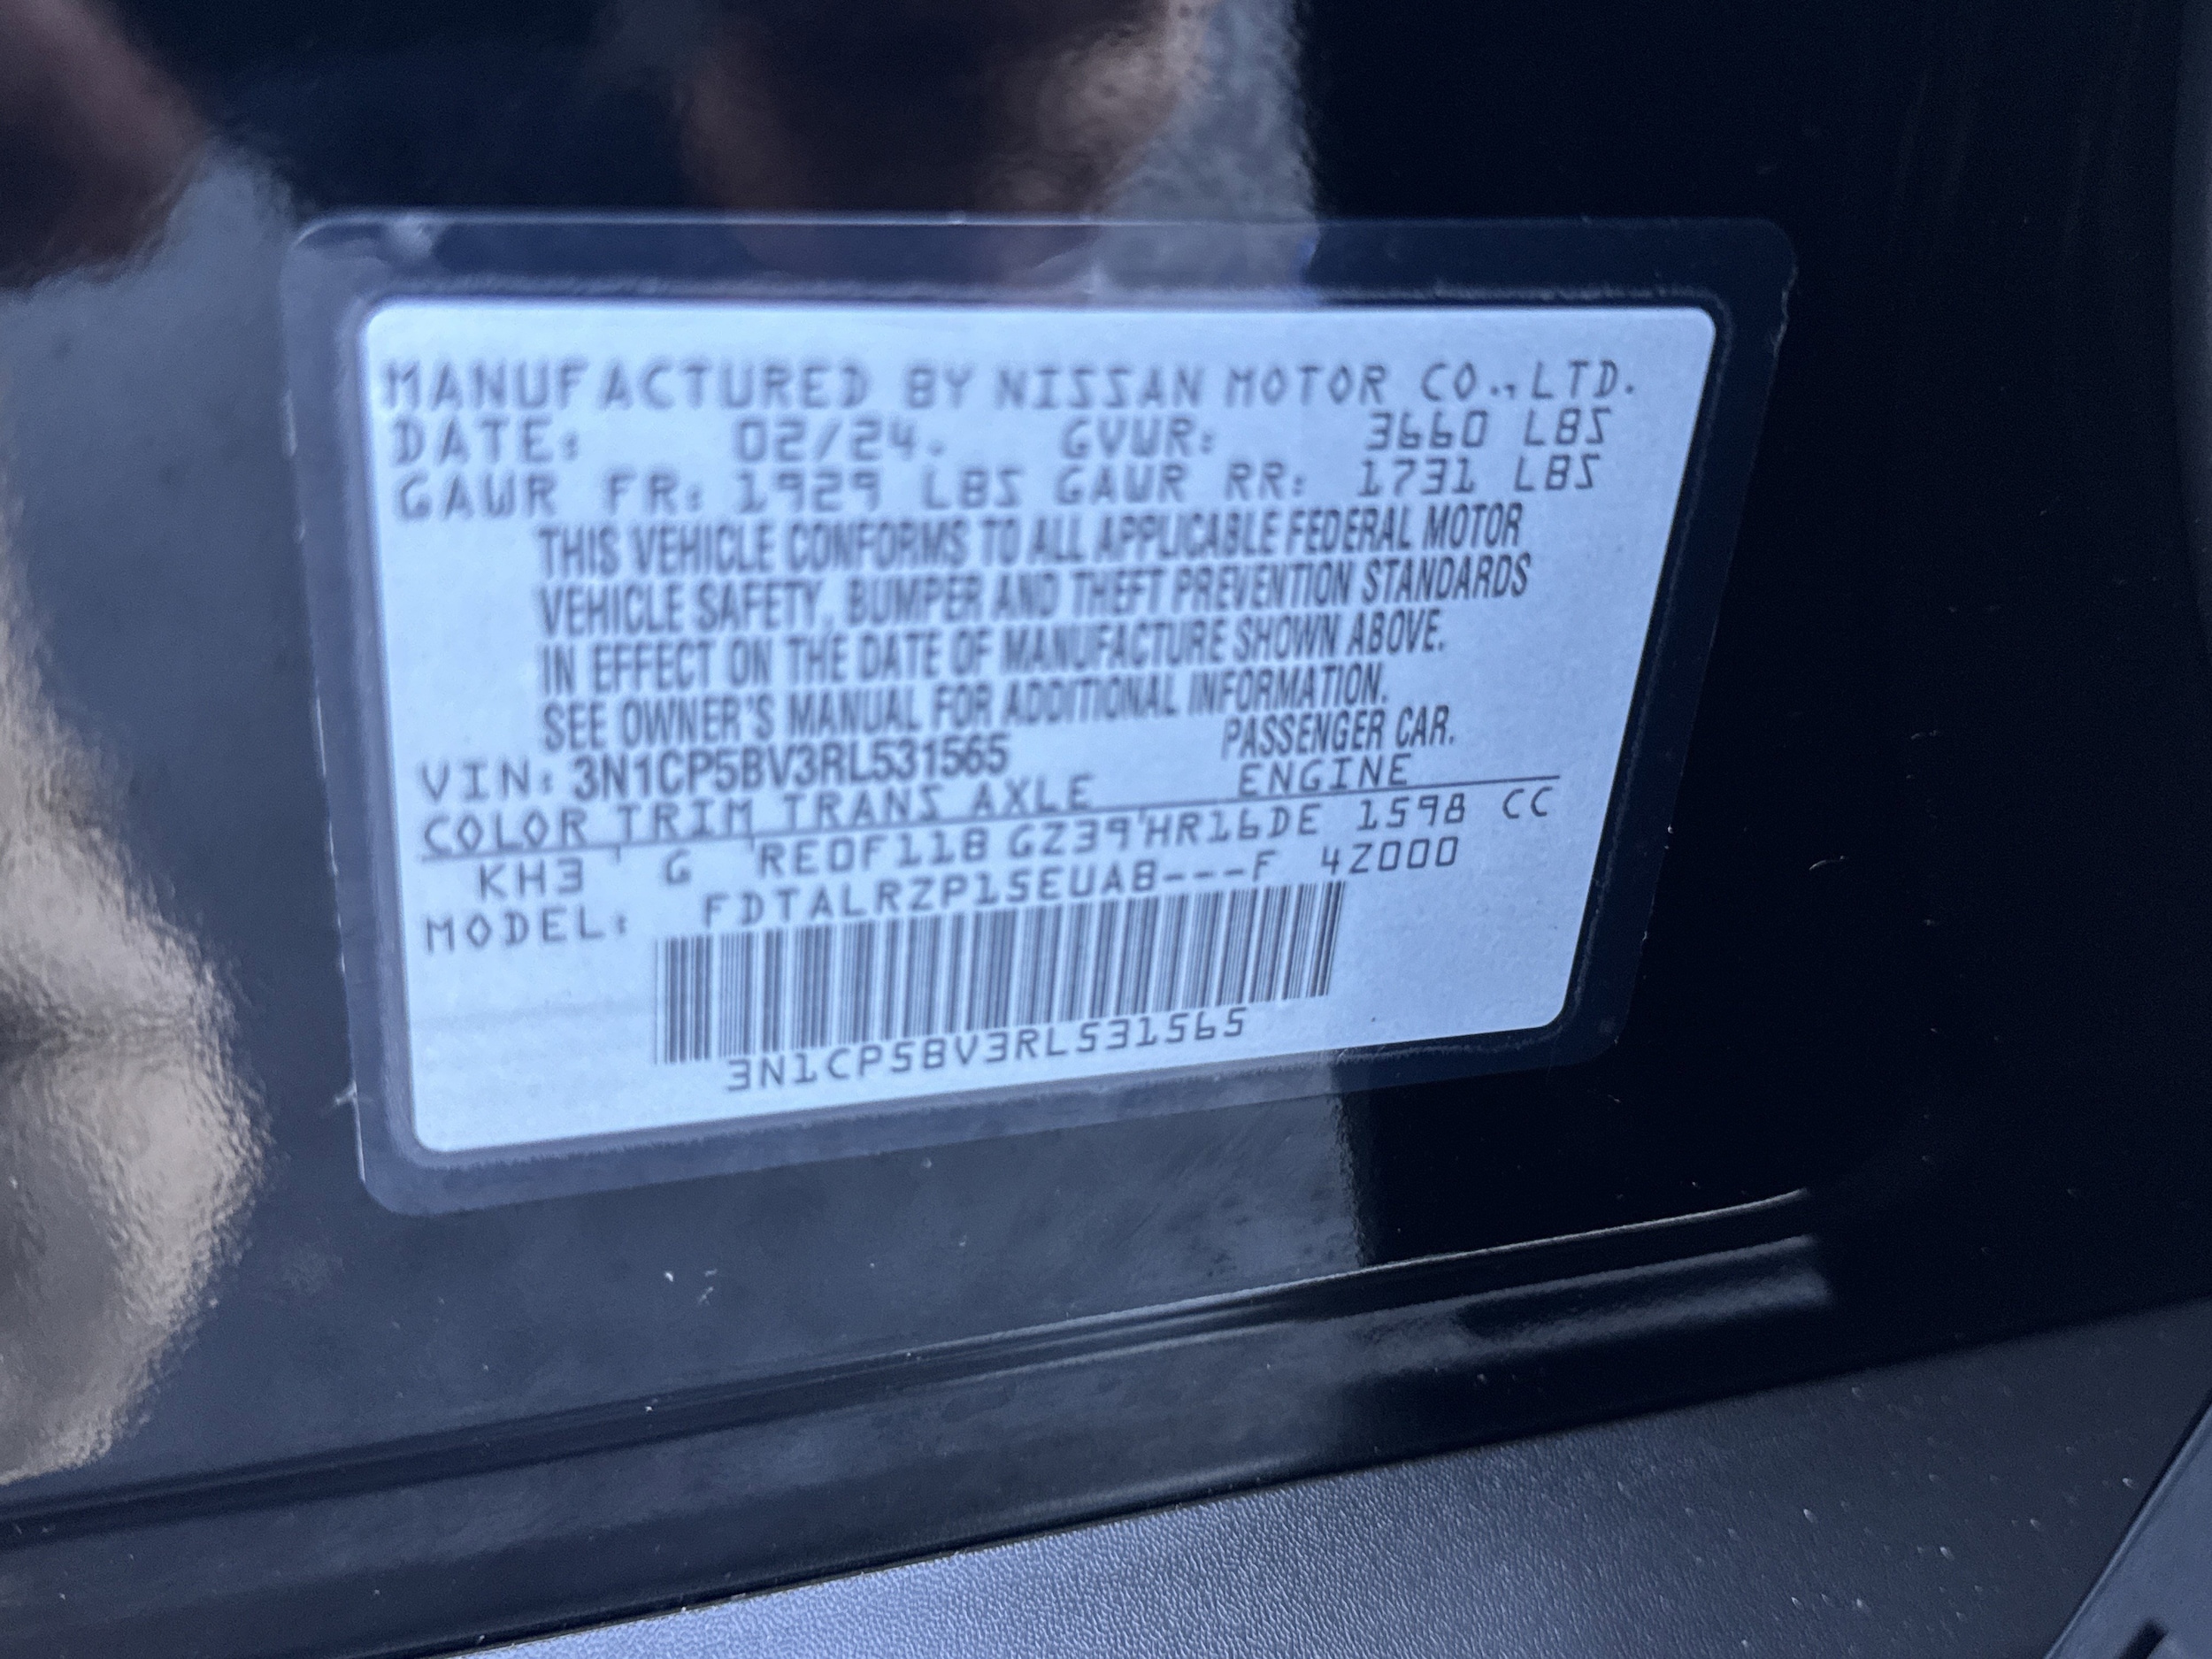 MANUFACTURED BY NISSAN MOTOR CO.,LTD.
DATE: 02/24. GVWR: 3660 LBS
GAWR FR: 1929 LBS GAWR RR: 1731 LBS
THIS VEHICLE CONFORMS TO ALL APPLICABLE FEDERAL MOTOR
VEHICLE SAFETY, BUMPER AND THEFT PREVENTION STANDARDS
IN EFFECT ON THE DATE OF MANUFACTURE SHOWN ABOVE.
SEE OWNER'S MANUAL FOR ADDITIONAL INFORMATION.
VIN: 3N1CP5BV3RL531565 PASSENGER CAR.
COLOR TRIM TRANS AXLE ENGINE
KH3 G RE0F11B GZ39 HR16DE 1598 CC
MODEL: FDTALRZP15EUAB---F 4Z000
3N1CP5BV3RL531565